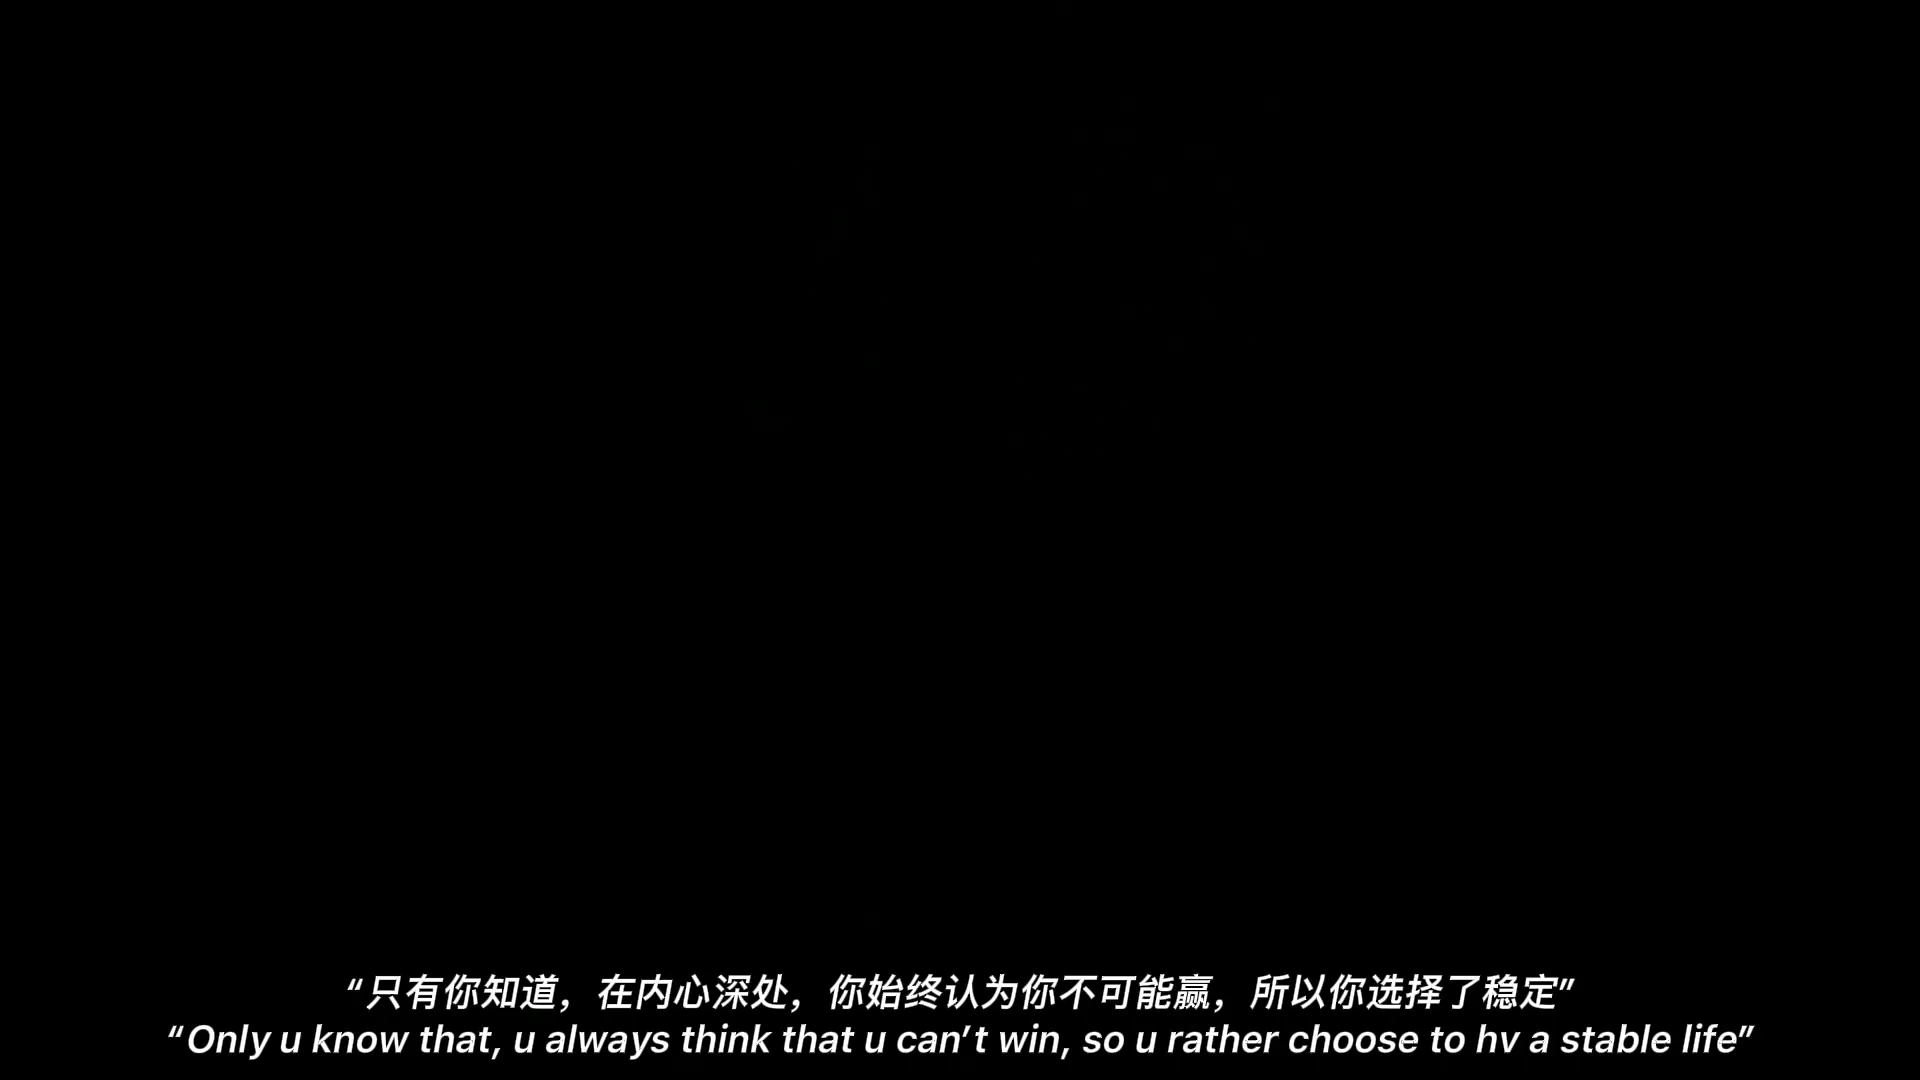 “只有你知道，在内心深处，你始终认为你不可能赢，所以你选择了稳定”
“Only u know that, u always think that u can’t win, so u rather choose to hv a stable life”